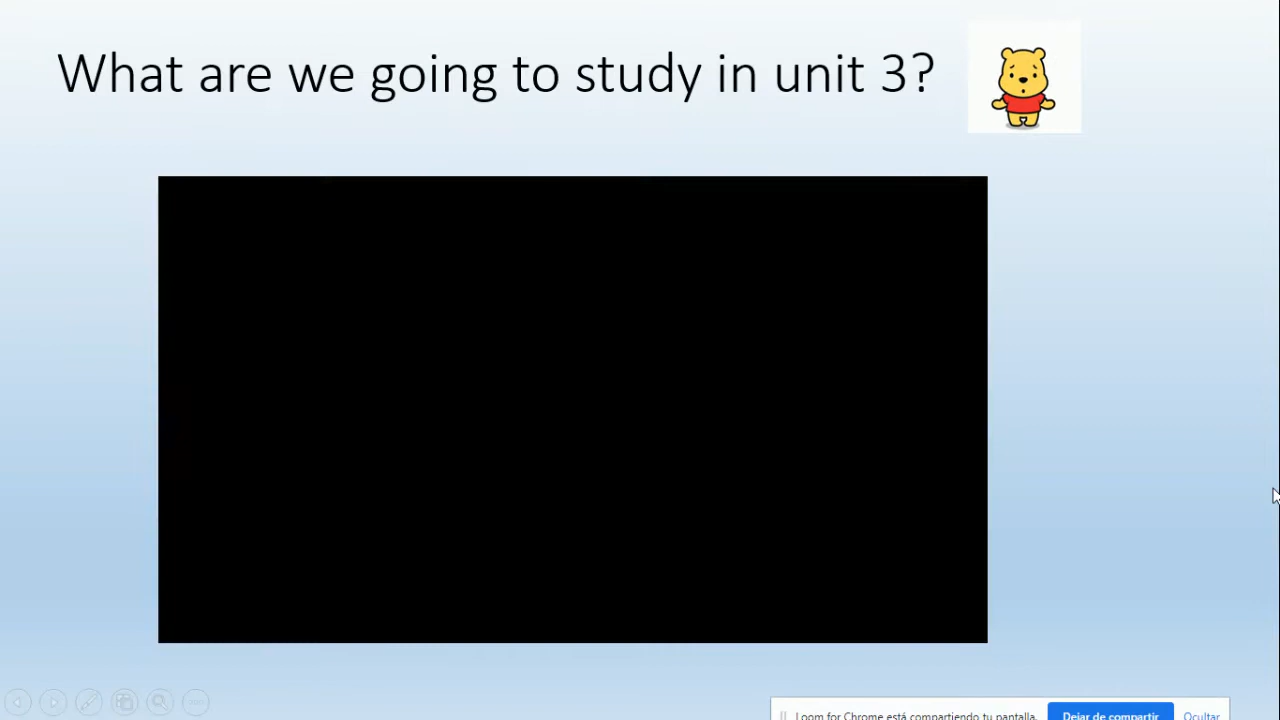 What are we going to study in unit 3?
Loom for Chrome está compartiendo tu pantalla.
Dejar de compartir
Ocultar